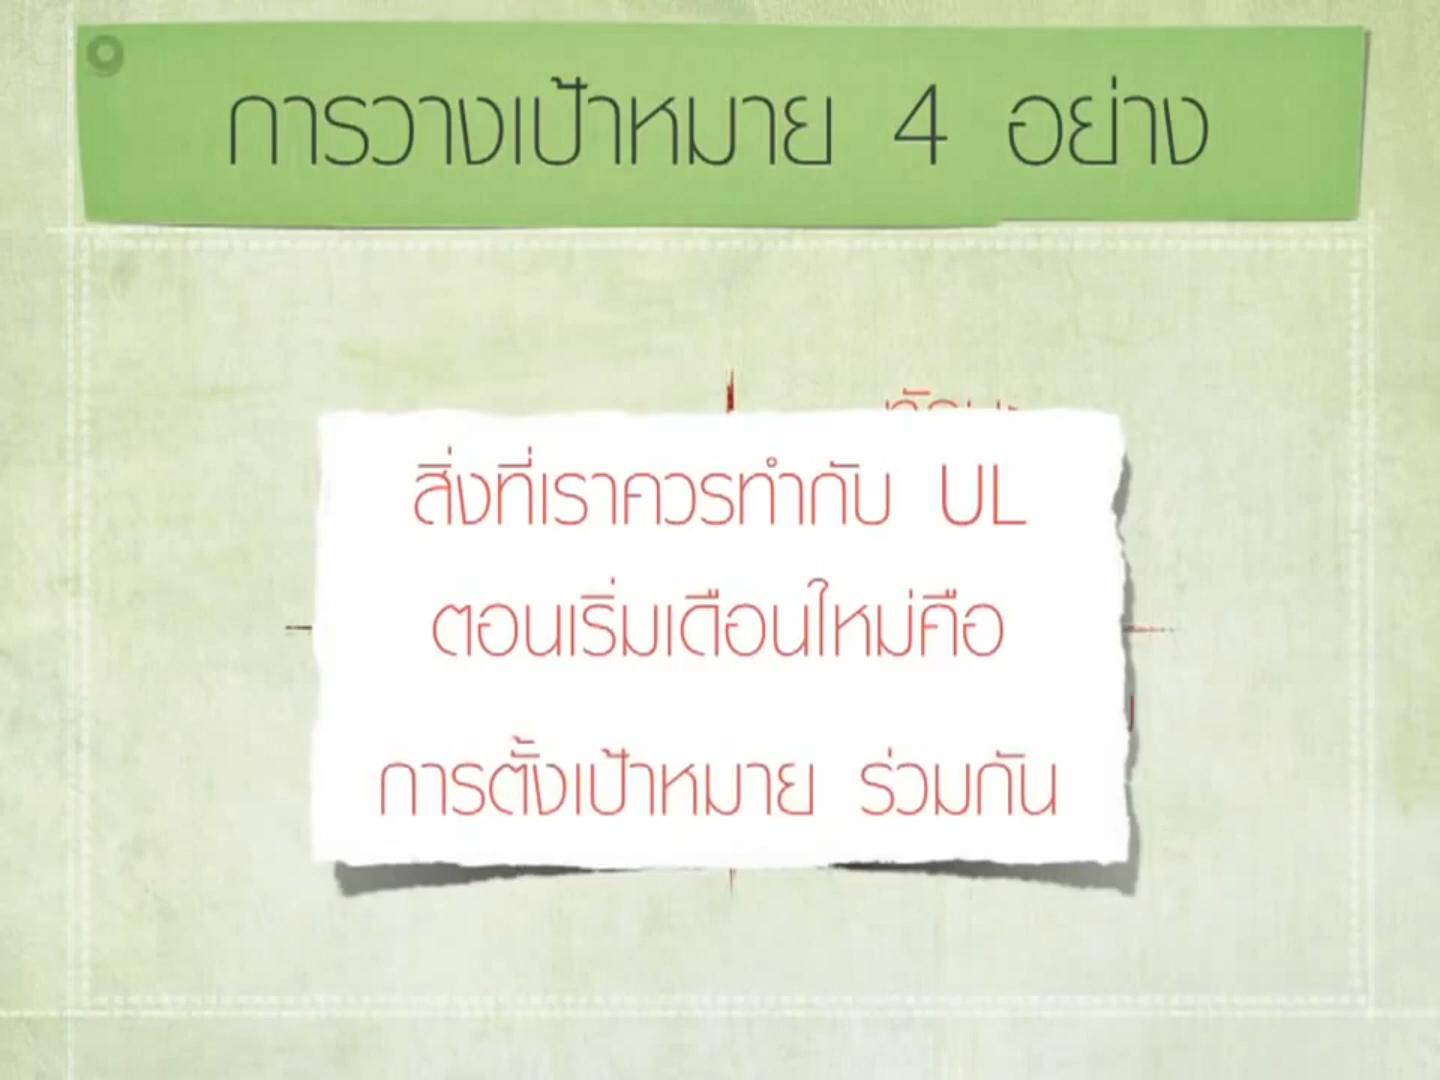 การวางเป้าหมาย 4 อย่าง
สิ่งที่เราควรทำกับ UL
ตอนเริ่มเดือนใหม่คือ
การตั้งเป้าหมาย ร่วมกัน